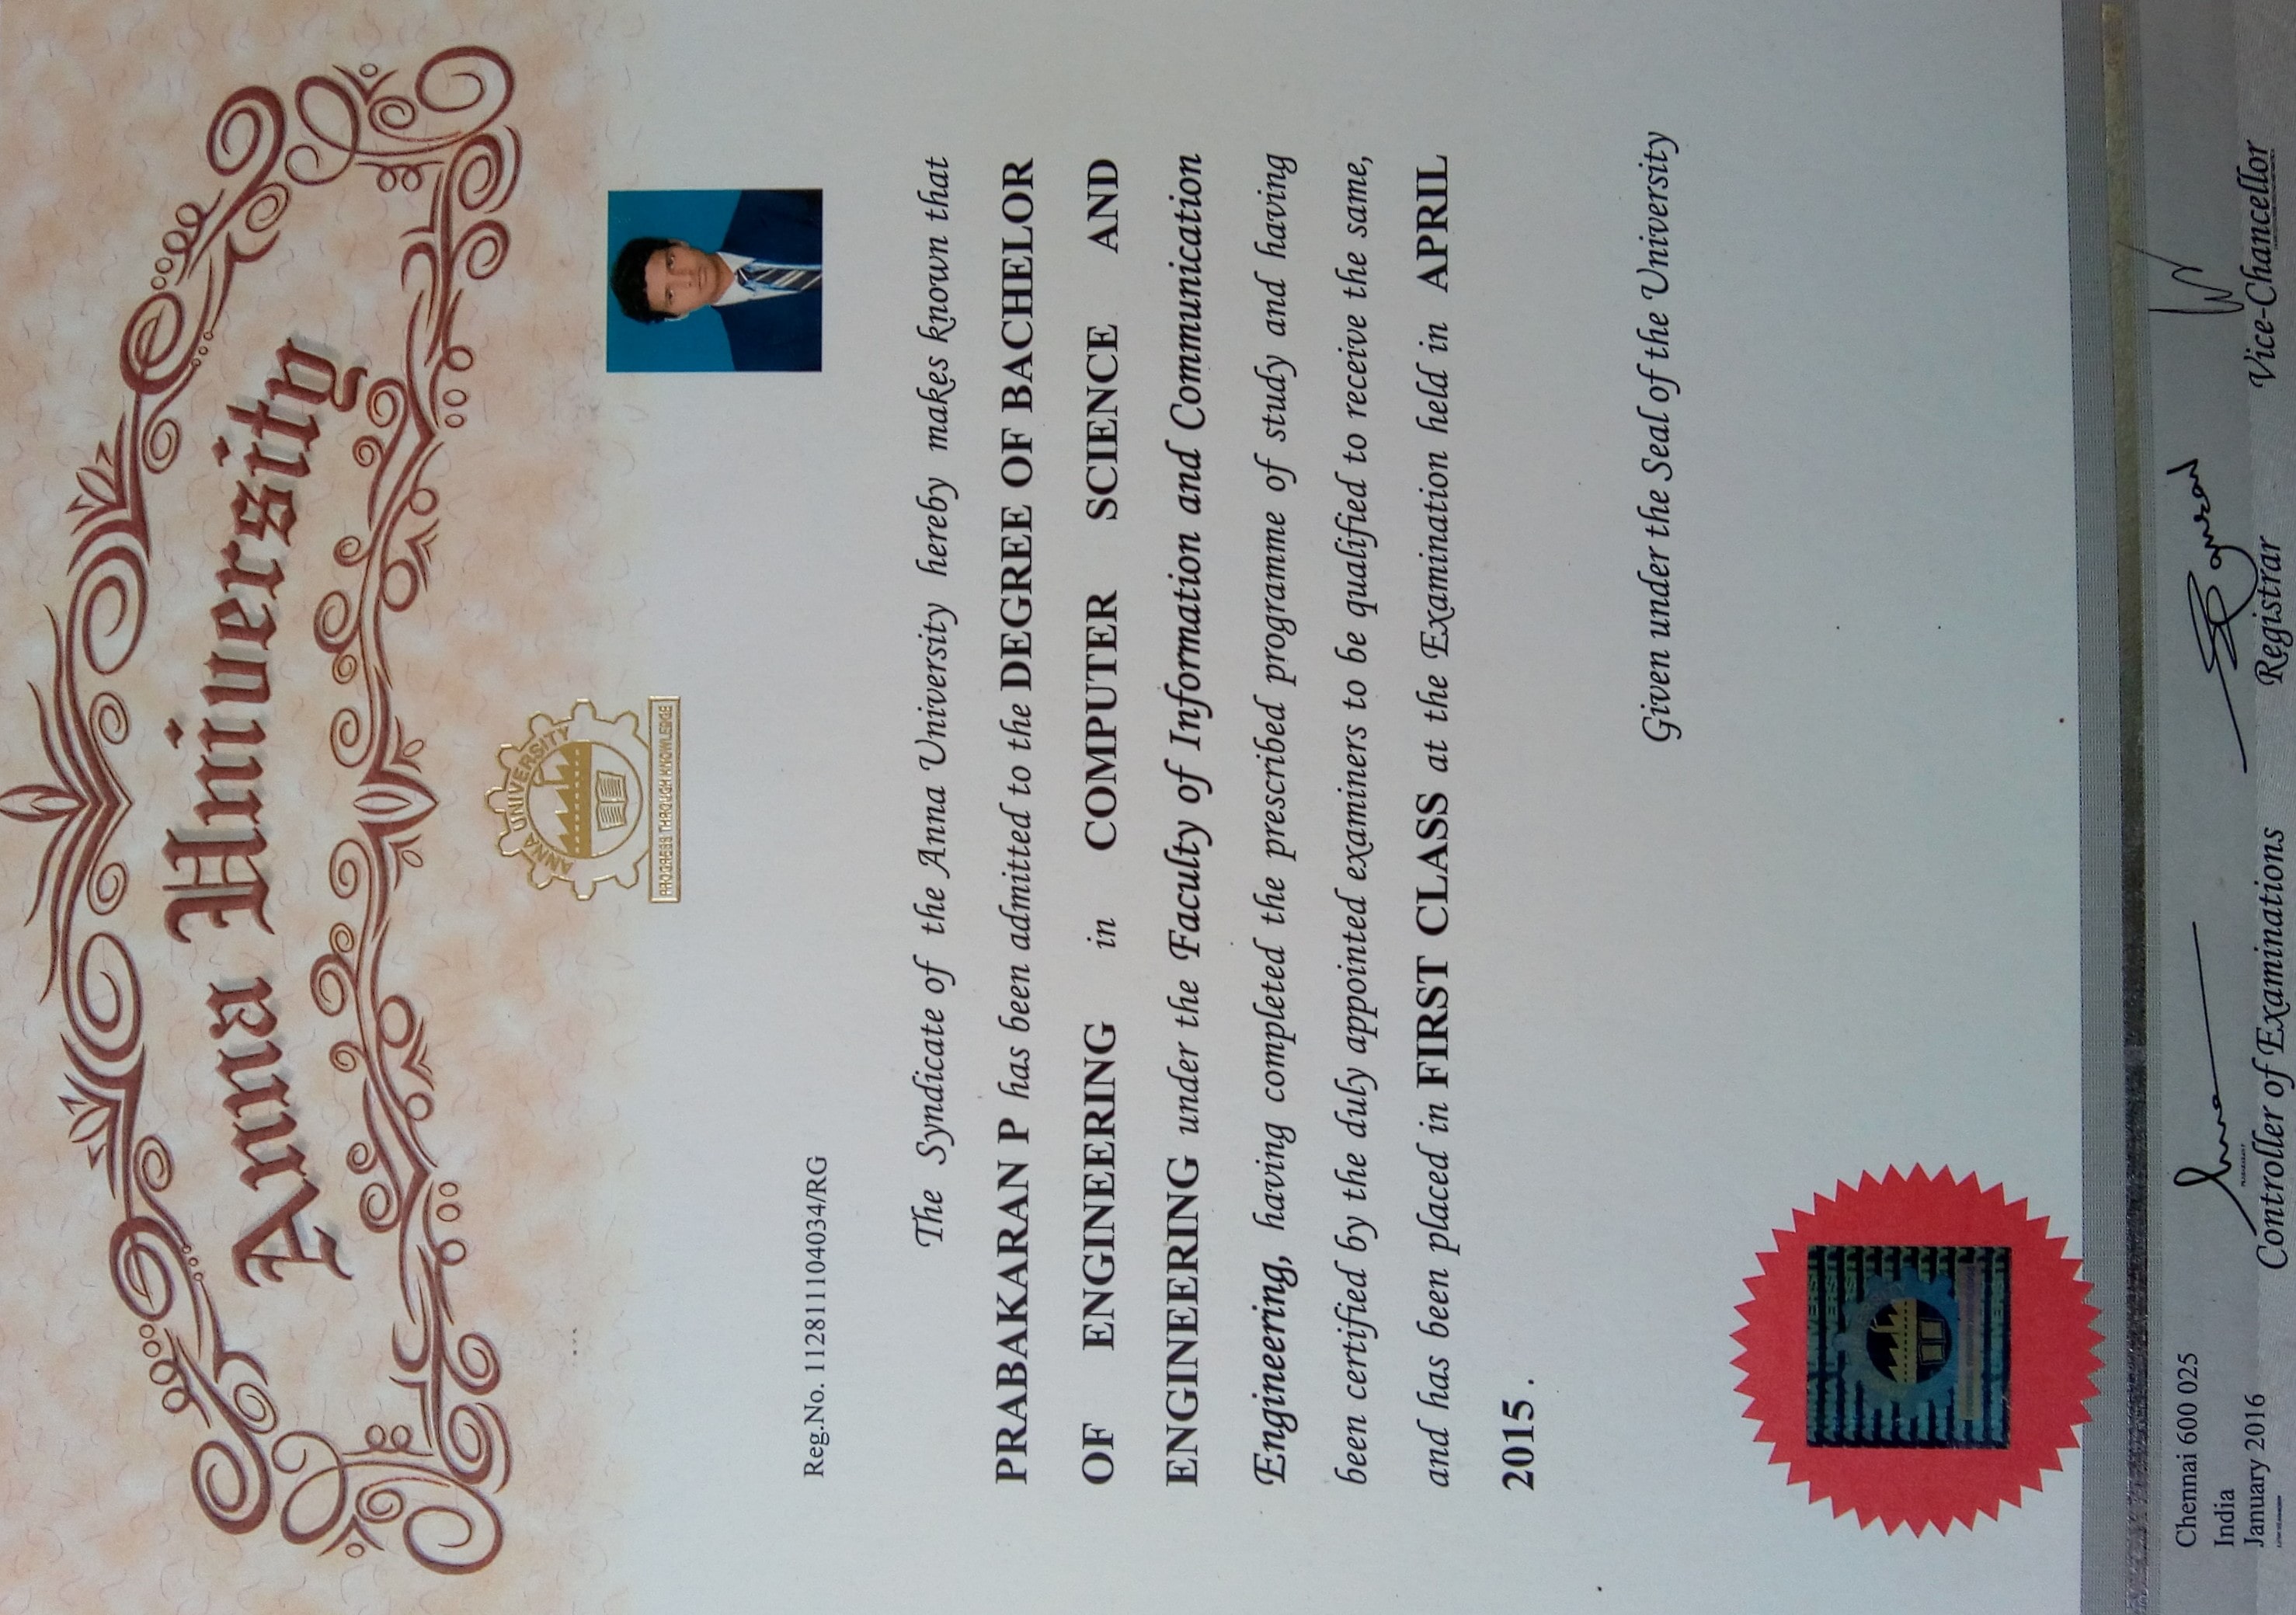 Anna University
ANNA UNIVERSITY
PROGRESS THROUGH KNOWLEDGE
Reg.No. 112811104034/RG
The Syndicate of the Anna University hereby makes known that
PRABAKARAN P has been admitted to the DEGREE OF BACHELOR
OF ENGINEERING in COMPUTER SCIENCE AND
ENGINEERING under the Faculty of Information and Communication
Engineering, having completed the prescribed programme of study and having
been certified by the duly appointed examiners to be qualified to receive the same,
and has been placed in FIRST CLASS at the Examination held in APRIL
2015 .
Given under the Seal of the University
Chennai 600 025
India
January 2016
Controller of Examinations
Registrar
Vice-Chancellor